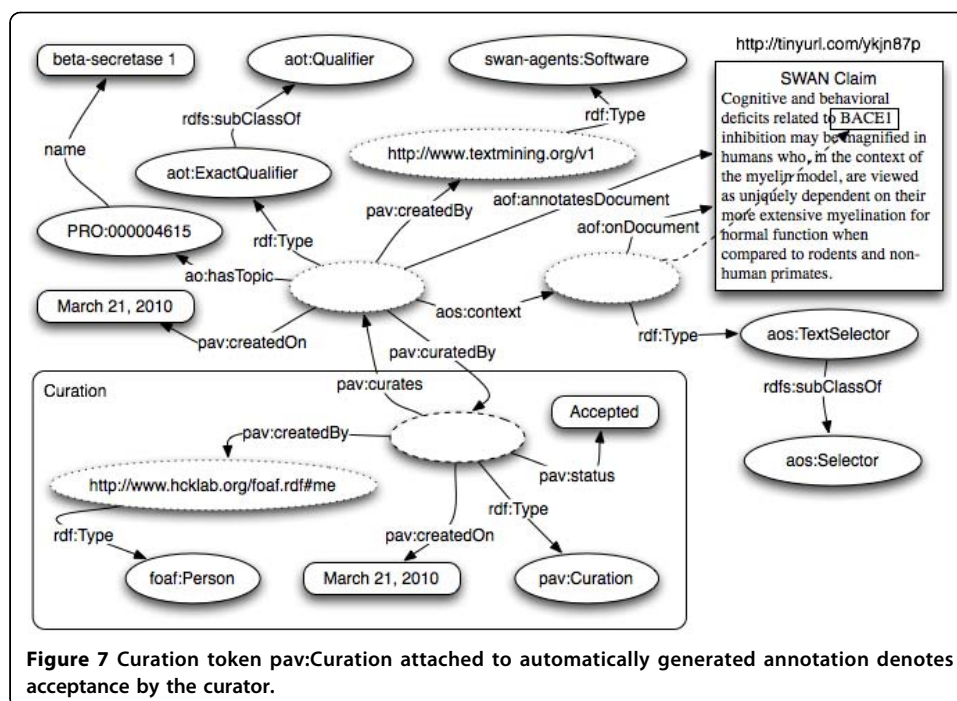 http://tinyurl.com/ykjn87p
beta-secretase 1
aot:Qualifier
swan-agents:Software
SWAN Claim
Cognitive and behavioral
deficits related to BACE1
inhibition may be magnified in
humans who, in the context of
the myelin model, are viewed
as uniquely dependent on their
more extensive myelination for
normal function when
compared to rodents and non-
human primates.
rdfs:subClassOf
rdf:Type
name
http://www.textmining.org/v1
aot:ExactQualifier
aof:annotatesDocument
pav:createdBy
aof:onDocument
PRO:000004615
rdf:Type
ao:hasTopic
March 21, 2010
aos:context
pav:createdOn
rdf:Type
aos:TextSelector
pav:curatedBy
pav:curates
rdfs:subClassOf
Curation
Accepted
pav:createdBy
pav:status
aos:Selector
http://www.hcklab.org/foaf.rdf#me
rdf:Type
rdf:Type
pav:createdOn
foaf:Person
March 21, 2010
pav:Curation
Figure 7 Curation token pav:Curation attached to automatically generated annotation denotes
acceptance by the curator.